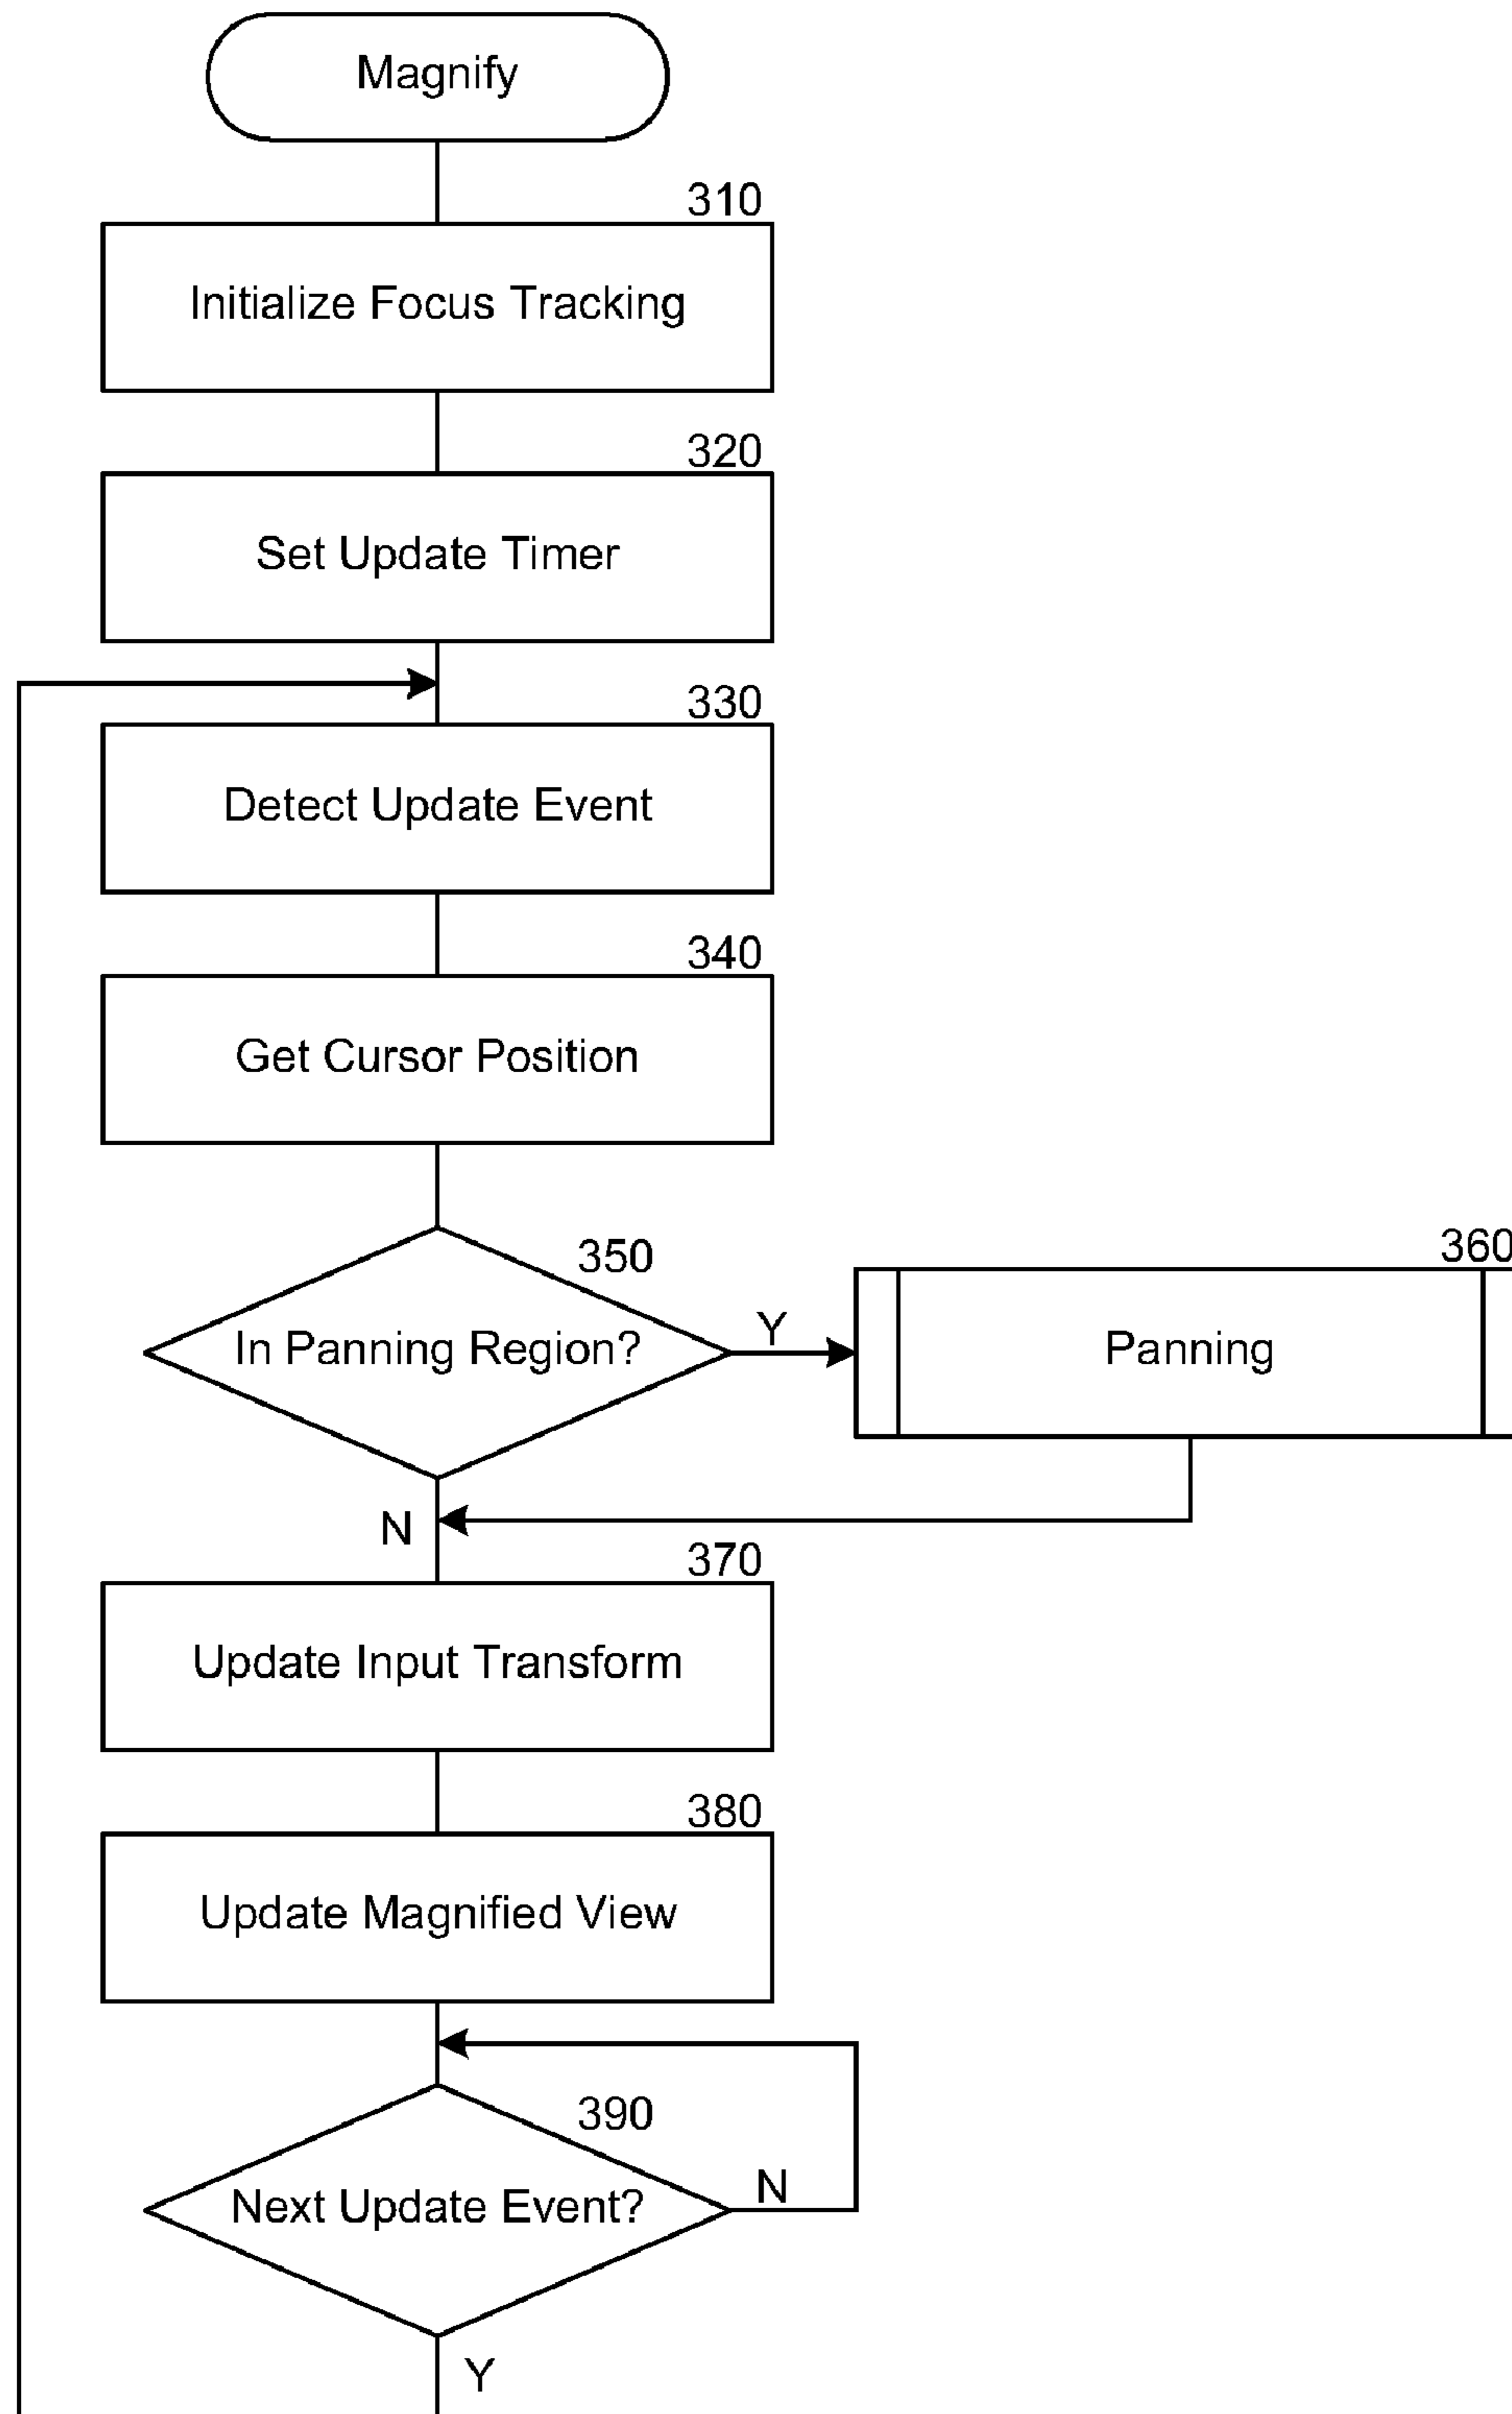 Magnify
310
Initialize Focus Tracking
320
Set Update Timer
330
Detect Update Event
340
Get Cursor Position
350
In Panning Region?
Y
360
Panning
N
370
Update Input Transform
380
Update Magnified View
390
Next Update Event?
N
Y